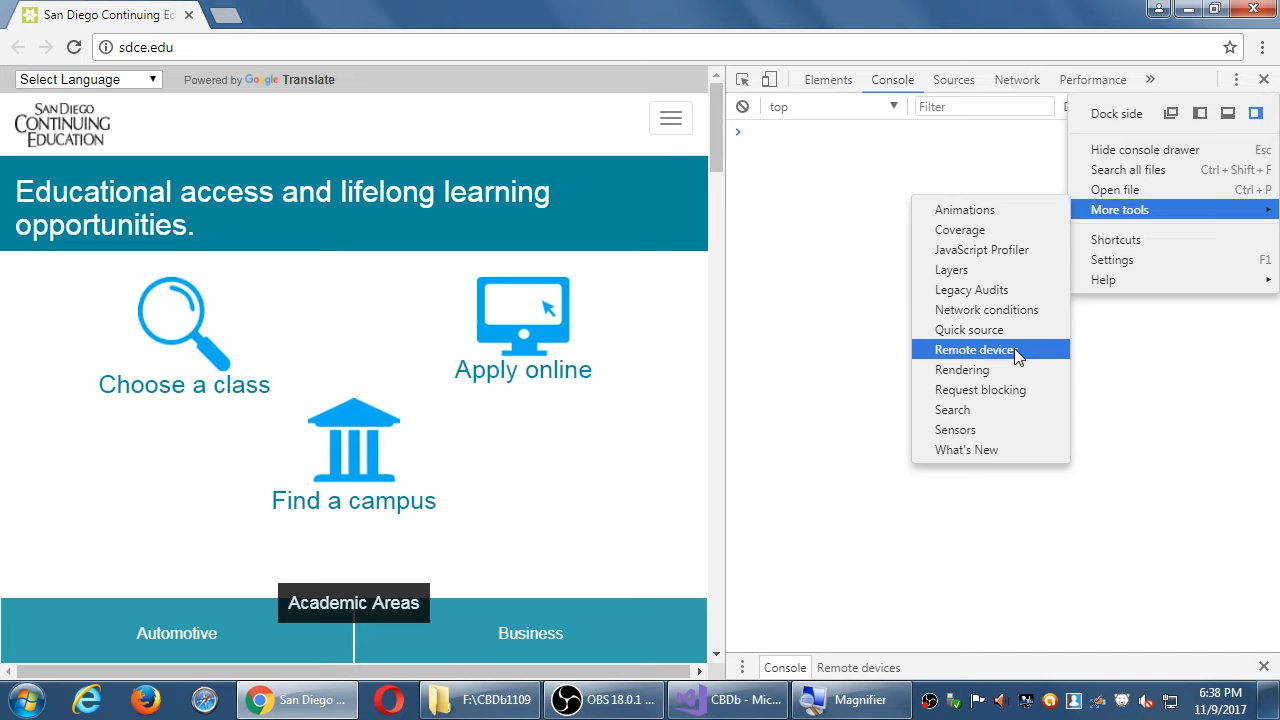 San Diego Continuing Ed
sdce.edu
Select Language
Powered by Google Translate
SAN DIEGO
CONTINUING
EDUCATION
Educational access and lifelong learning
opportunities.
Choose a class
Apply online
Find a campus
Academic Areas
Automotive
Business
Elements
Console
Sources
Network
Performance
»
top
Filter
Dock side
Hide console drawer Esc
Search all files Ctrl + Shift + F
Open file Ctrl + P
More tools
Shortcuts
Settings F1
Help
Animations
Coverage
JavaScript Profiler
Layers
Legacy Audits
Network conditions
Quick source
Remote devices
Rendering
Request blocking
Search
Sensors
What's New
Console
Remote devices
San Diego ...
F:\CBDb1109
OBS 18.0.1 ...
CBDb - Mic...
Magnifier
6:38 PM
11/9/2017